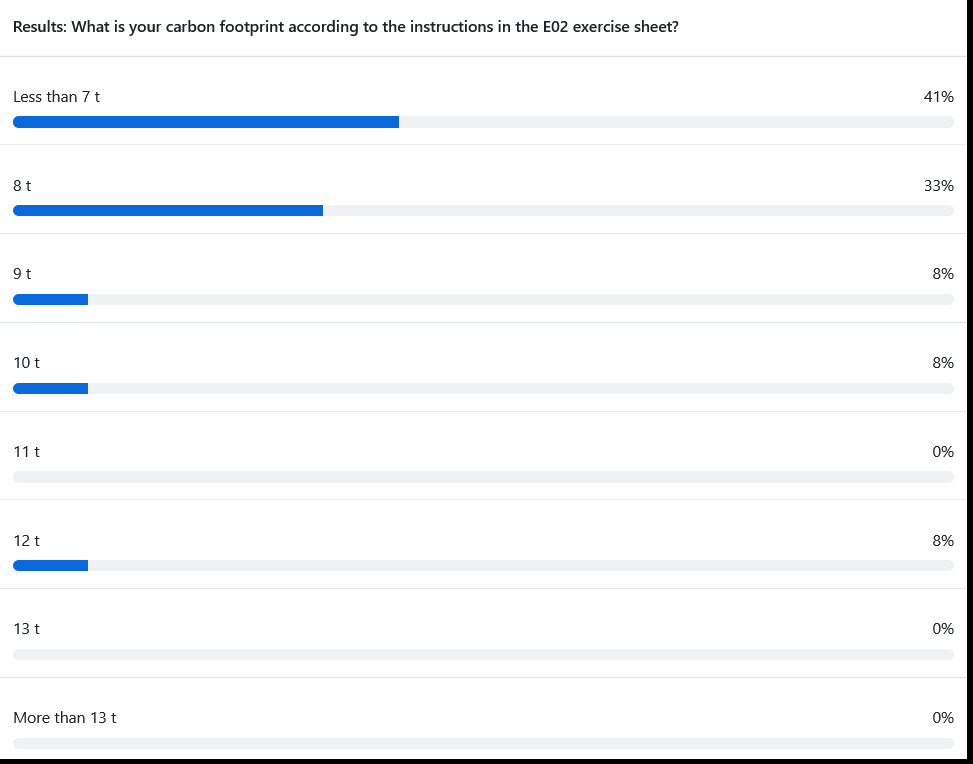 Results: What is your carbon footprint according to the instructions in the E02 exercise sheet?
Less than 7 t 41%
8 t 33%
9 t 8%
10 t 8%
11 t 0%
12 t 8%
13 t 0%
More than 13 t 0%